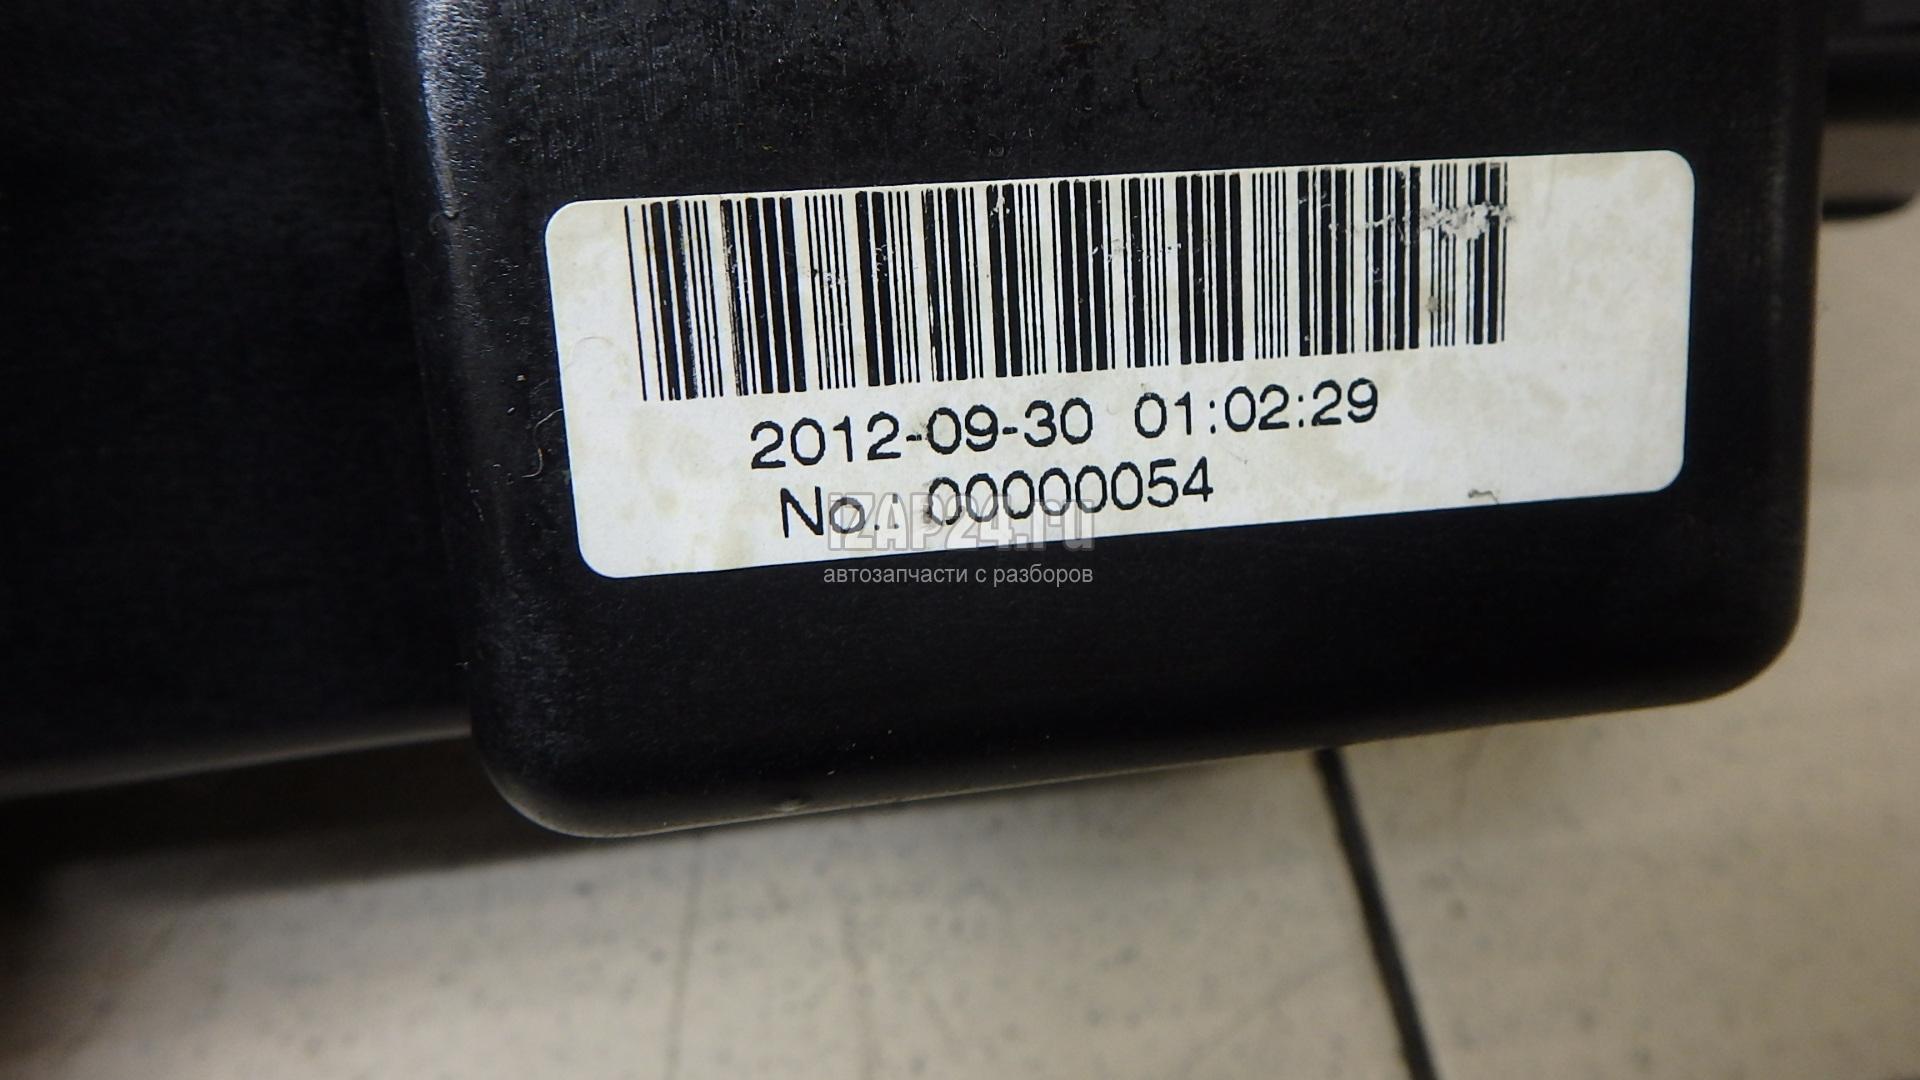 2012-09-30 01:02:29
No.: 00000054
IZAP24.ru
автозапчасти с разборов